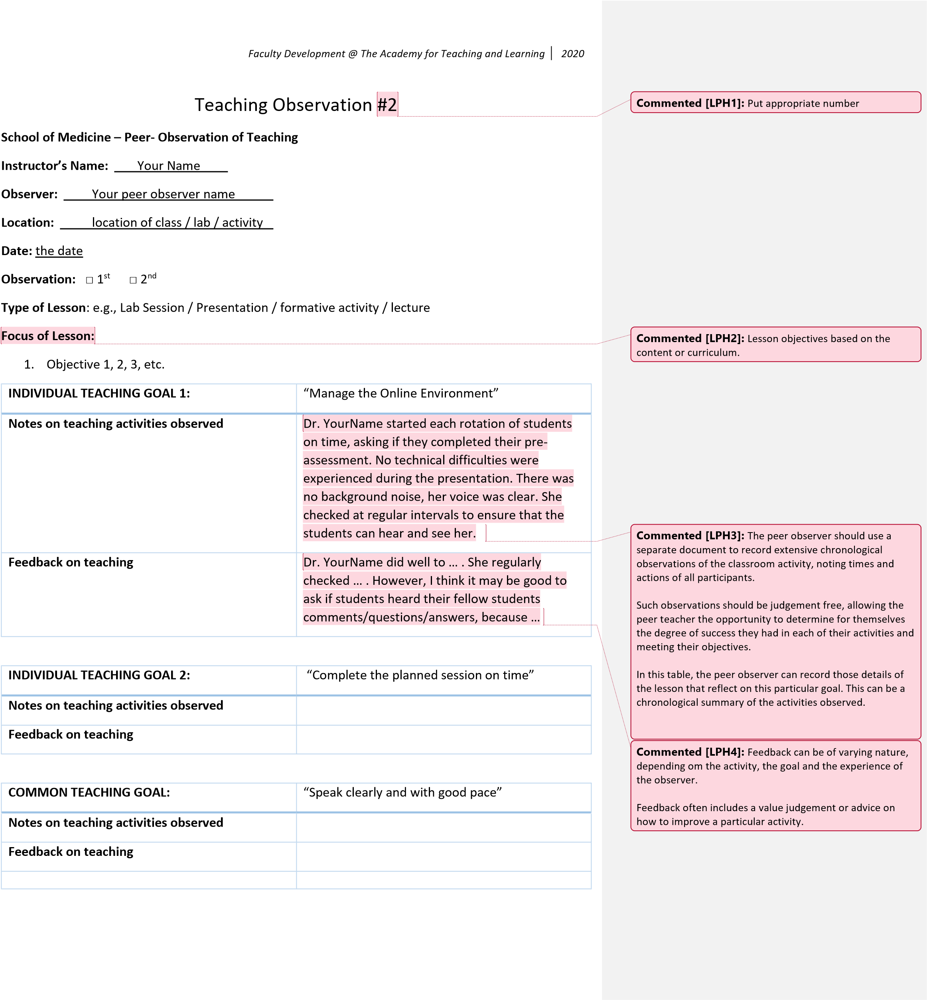 Faculty Development @ The Academy for Teaching and Learning | 2020
Teaching Observation #2
Commented [LPH1]: Put appropriate number
School of Medicine – Peer- Observation of Teaching
Instructor’s Name: Your Name
Observer: Your peer observer name
Location: location of class / lab / activity
Date: the date
Observation: □ 1st □ 2nd
Type of Lesson: e.g., Lab Session / Presentation / formative activity / lecture
Focus of Lesson:
Commented [LPH2]: Lesson objectives based on the
content or curriculum.
1. Objective 1, 2, 3, etc.
INDIVIDUAL TEACHING GOAL 1:
“Manage the Online Environment”
Notes on teaching activities observed
Dr. YourName started each rotation of students
on time, asking if they completed their pre-
assessment. No technical difficulties were
experienced during the presentation. There was
no background noise, her voice was clear. She
checked at regular intervals to ensure that the
students can hear and see her.
Commented [LPH3]: The peer observer should use a
separate document to record extensive chronological
observations of the classroom activity, noting times and
actions of all participants.
Such observations should be judgement free, allowing the
peer teacher the opportunity to determine for themselves
the degree of success they had in each of their activities and
meeting their objectives.
In this table, the peer observer can record those details of
the lesson that reflect on this particular goal. This can be a
chronological summary of the activities observed.
Feedback on teaching
Dr. YourName did well to … . She regularly
checked … . However, I think it may be good to
ask if students heard their fellow students
comments/questions/answers, because …
Commented [LPH4]: Feedback can be of varying nature,
depending om the activity, the goal and the experience of
the observer.
Feedback often includes a value judgement or advice on
how to improve a particular activity.
INDIVIDUAL TEACHING GOAL 2:
“Complete the planned session on time”
Notes on teaching activities observed
Feedback on teaching
COMMON TEACHING GOAL:
“Speak clearly and with good pace”
Notes on teaching activities observed
Feedback on teaching